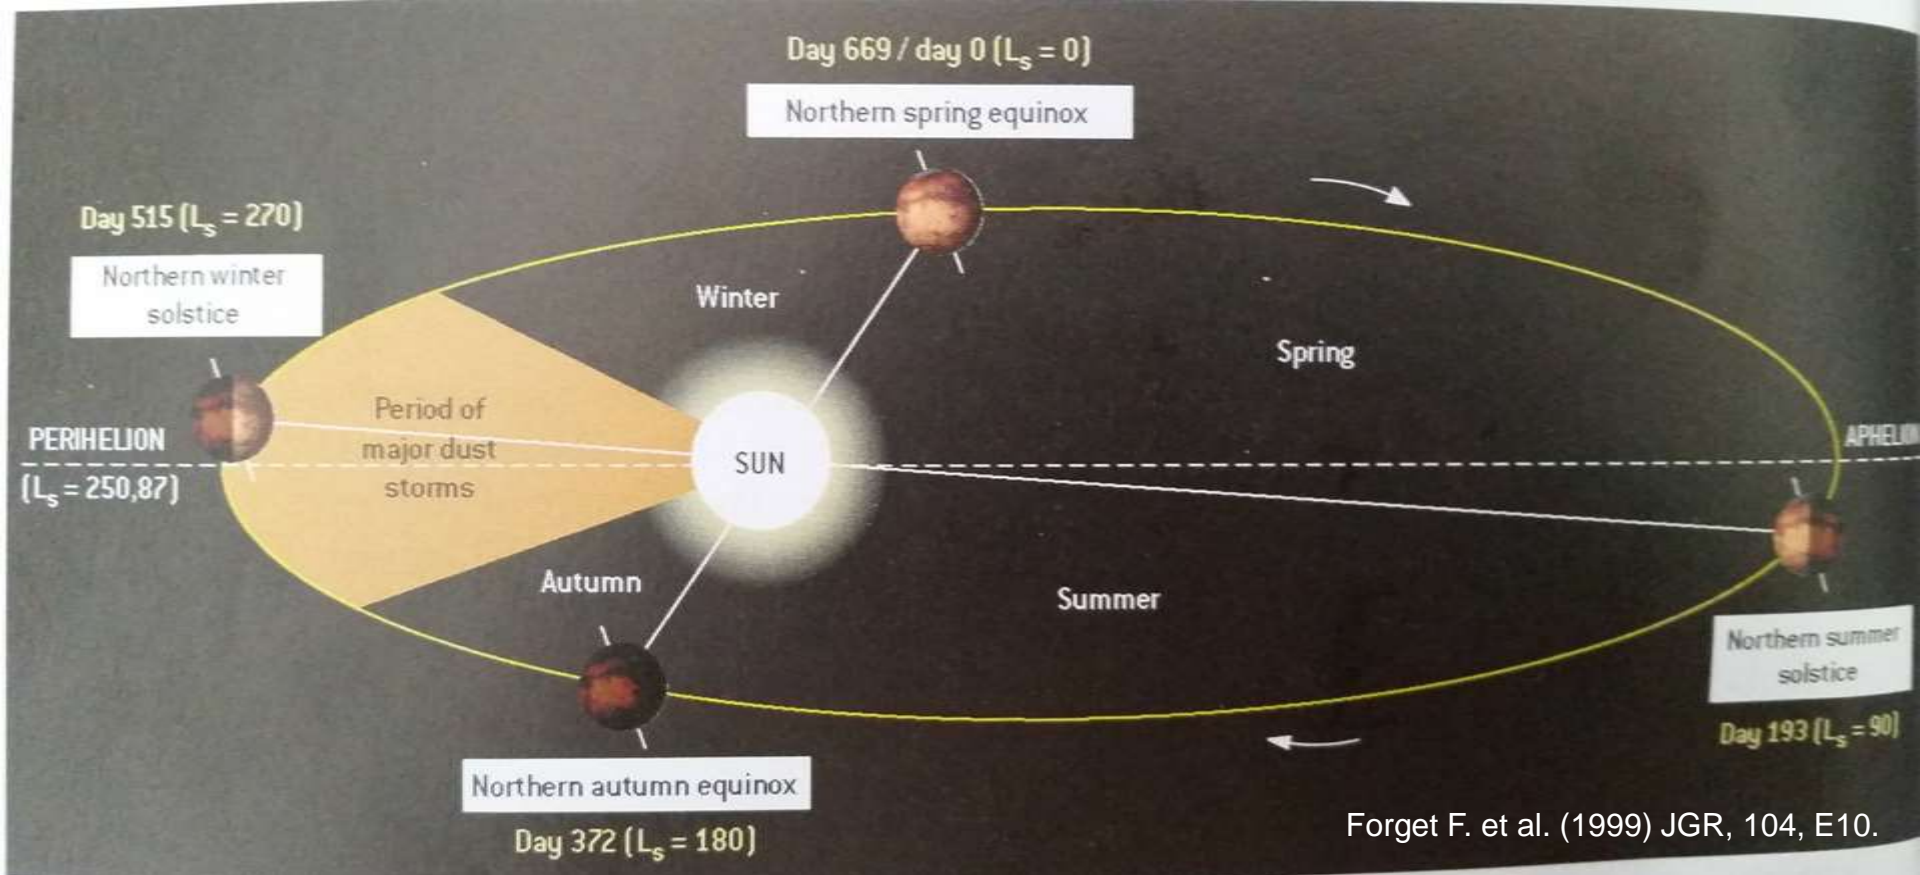 Day 669 / day 0 (Ls = 0)
Northern spring equinox
Day 515 (Ls = 270)
Northern winter
solstice
Winter
Spring
PERIHELION
(Ls = 250,87)
Period of
major dust
storms
SUN
APHELION
Autumn
Summer
Northern summer
solstice
Day 193 (Ls = 90)
Northern autumn equinox
Day 372 (Ls = 180)
Forget F. et al. (1999) JGR, 104, E10.